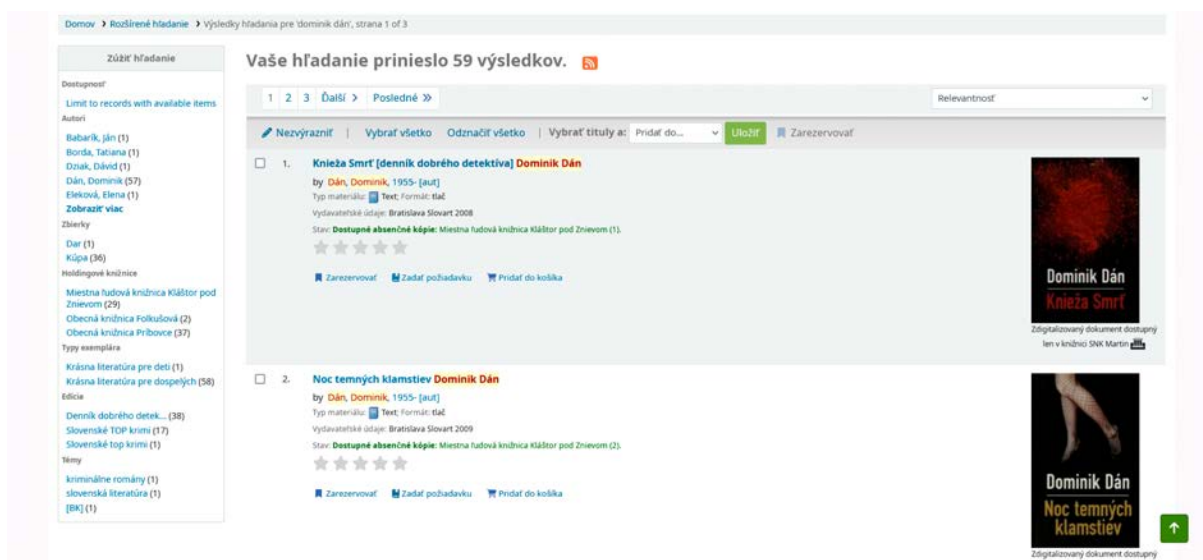 Domov > Rozšírené hľadanie > Výsledky hľadania pre 'dominik dán', strana 1 of 3
Zúžiť hľadanie
Dostupnosť
Limit to records with available items
Autori
Babarík, Ján (1)
Borda, Tatiana (1)
Dziak, Dávid (1)
Dán, Dominik (57)
Eleková, Elena (1)
Zobraziť viac
Zbierky
Dar (1)
Kúpa (36)
Holdingové knižnice
Miestna ľudová knižnica Kláštor pod
Znievom (29)
Obecná knižnica Folkušová (2)
Obecná knižnica Príbovce (37)
Typy exemplára
Krásna literatúra pre deti (1)
Krásna literatúra pre dospelých (58)
Edície
Denník dobrého detek... (38)
Slovenské TOP krimi (17)
Slovenské top krimi (1)
Témy
kriminálne romány (1)
slovenská literatúra (1)
[BK] (1)
Vaše hľadanie prinieslo 59 výsledkov.
1 2 3 Ďalší > Posledné »
Relevantnosť
Nezvýrazniť | Vybrať všetko Odznačiť všetko | Vybrať tituly a: Pridať do... Uložiť Zarezervovať
1. Knieža Smrť [denník dobrého detektíva] Dominik Dán
by Dán, Dominik, 1955- [aut]
Typ materiálu: Text; Formát: tlač
Vydavateľské údaje: Bratislava Slovart 2008
Stav: Dostupné absenčné kópie: Miestna ľudová knižnica Kláštor pod Znievom (1).
Zarezervovať Zadať požiadavku Pridať do košíka
Dominik Dán
Knieža Smrť
Zdigitalizovaný dokument dostupný
len v knižnici SNK Martin
2. Noc temných klamstiev Dominik Dán
by Dán, Dominik, 1955- [aut]
Typ materiálu: Text; Formát: tlač
Vydavateľské údaje: Bratislava Slovart 2009
Stav: Dostupné absenčné kópie: Miestna ľudová knižnica Kláštor pod Znievom (2).
Zarezervovať Zadať požiadavku Pridať do košíka
Dominik Dán
Noc temných
klamstiev
Zdigitalizovaný dokument dostupný